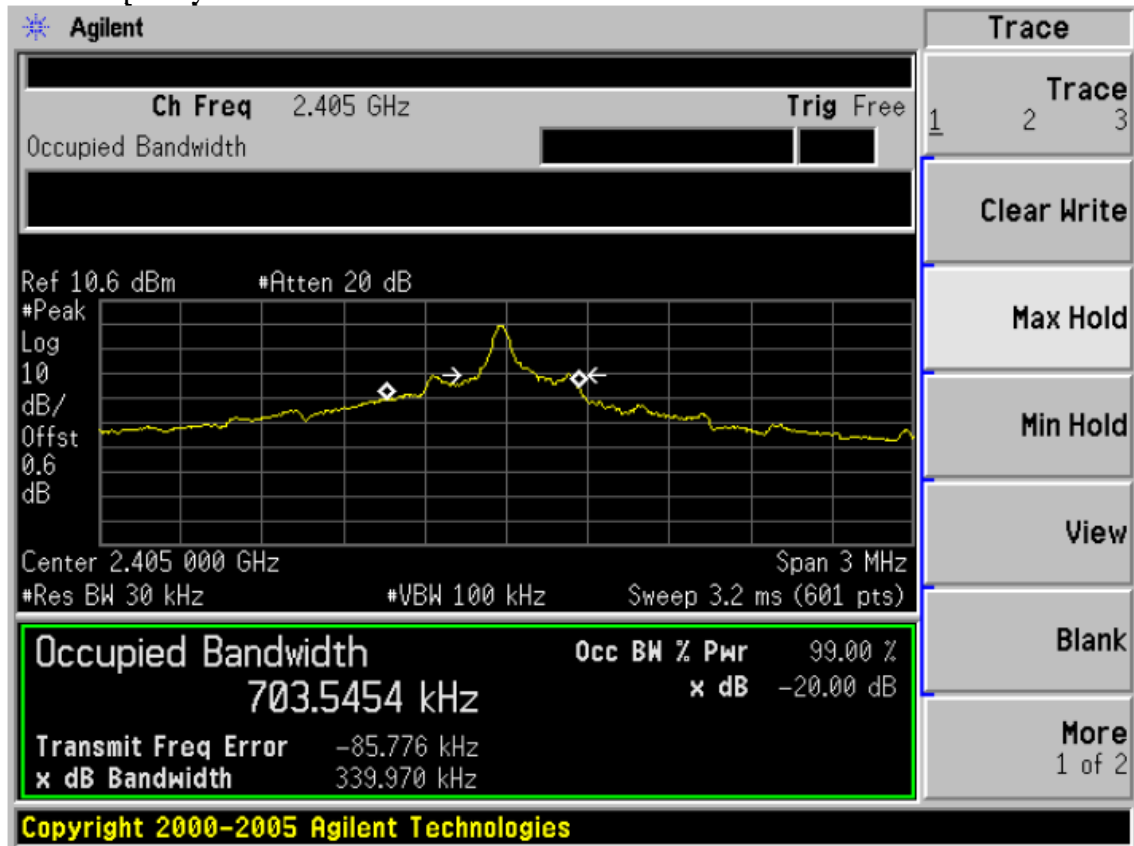 Agilent
Trace
Ch Freq 2.405 GHz
Trig Free
Occupied Bandwidth
Trace
1 2 3
Clear Write
Max Hold
Min Hold
View
Blank
More
1 of 2
Ref 10.6 dBm
#Atten 20 dB
#Peak
Log
10
dB/
Offst
0.6
dB
Center 2.405 000 GHz
Span 3 MHz
#Res BW 30 kHz
#VBW 100 kHz
Sweep 3.2 ms (601 pts)
Occupied Bandwidth
703.5454 kHz
Occ BW % Pwr 99.00 %
x dB -20.00 dB
Transmit Freq Error -85.776 kHz
x dB Bandwidth 339.970 kHz
Copyright 2000-2005 Agilent Technologies